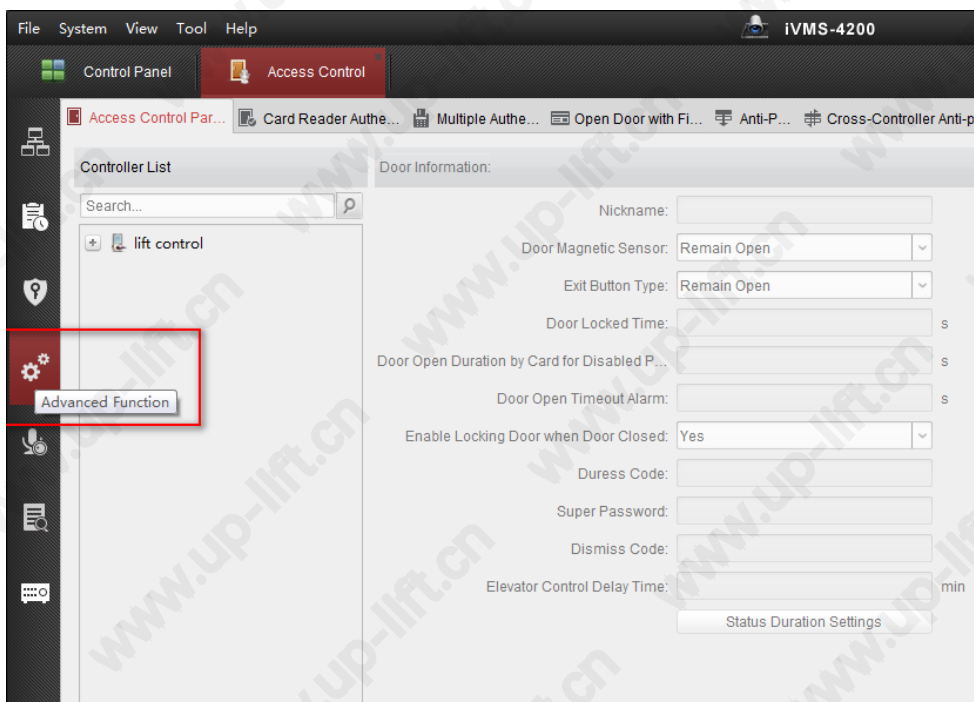 File System View Tool Help iVMS-4200
Control Panel Access Control
Access Control Par... Card Reader Authe... Multiple Authe... Open Door with Fi... Anti-P... Cross-Controller Anti-p
Controller List
Door Information:
Search...
lift control
Nickname:
Door Magnetic Sensor: Remain Open
Exit Button Type: Remain Open
Door Locked Time: s
Door Open Duration by Card for Disabled P... s
Advanced Function
Door Open Timeout Alarm: s
Enable Locking Door when Door Closed: Yes
Duress Code:
Super Password:
Dismiss Code:
Elevator Control Delay Time: min
Status Duration Settings
www.up-lift.cn